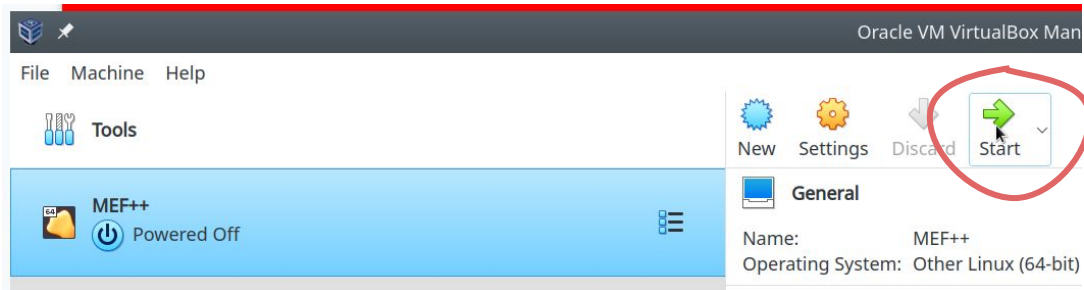 Oracle VM VirtualBox Man
File Machine Help
Tools
New Settings Discard Start
MEF++
Powered Off
General
Name: MEF++
Operating System: Other Linux (64-bit)
64